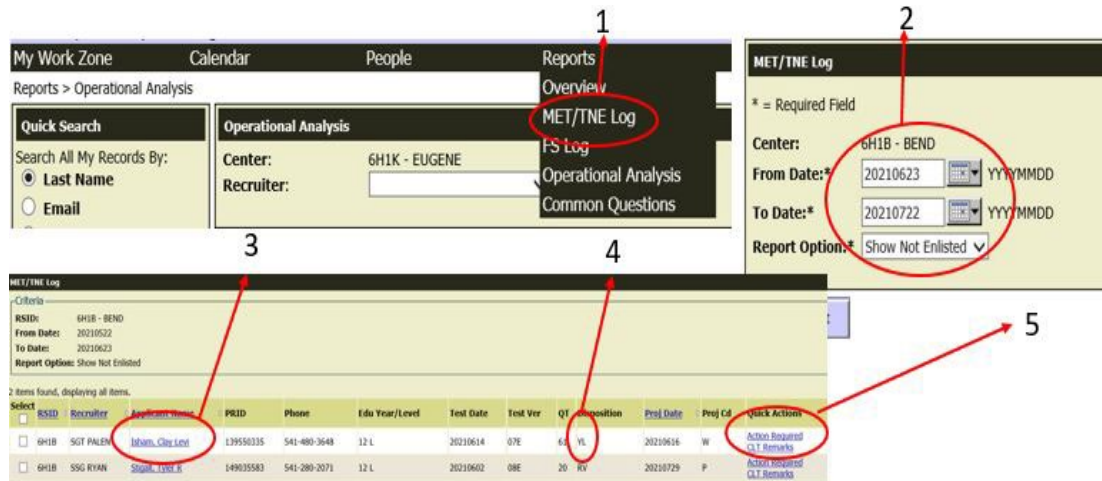 1
2
My Work Zone Calendar People Reports
Reports > Operational Analysis
Overview
MET/TNE Log
FS Log
Operational Analysis
Common Questions
Quick Search
Search All My Records By:
Last Name
Email
Operational Analysis
Center: 6H1K - EUGENE
Recruiter:
MET/TNE Log
* = Required Field
Center: 6H1B - BEND
From Date:* 20210623 YYYYMMDD
To Date:* 20210722 YYYYMMDD
Report Option:* Show Not Enlisted
3
4
5
MET/TNE Log
Criteria
RSID: 6H1B - BEND
From Date: 20210522
To Date: 20210623
Report Option: Show Not Enlisted
2 items found, displaying all items.
Select RSID Recruiter Applicant Name PRID Phone Edu Year/Level Test Date Test Ver QT Disposition Proj Date Proj Cd Quick Actions
6H1B SGT PALEN Isham, Clay Levi 139550335 541-480-3648 12 L 20210614 07E 61 YL 20210616 W Action Required
CLT Remarks
6H1B SSG RYAN Stgall, Tyler R 149035583 541-280-2071 12 L 20210602 08E 20 RV 20210729 P Action Required
CLT Remarks